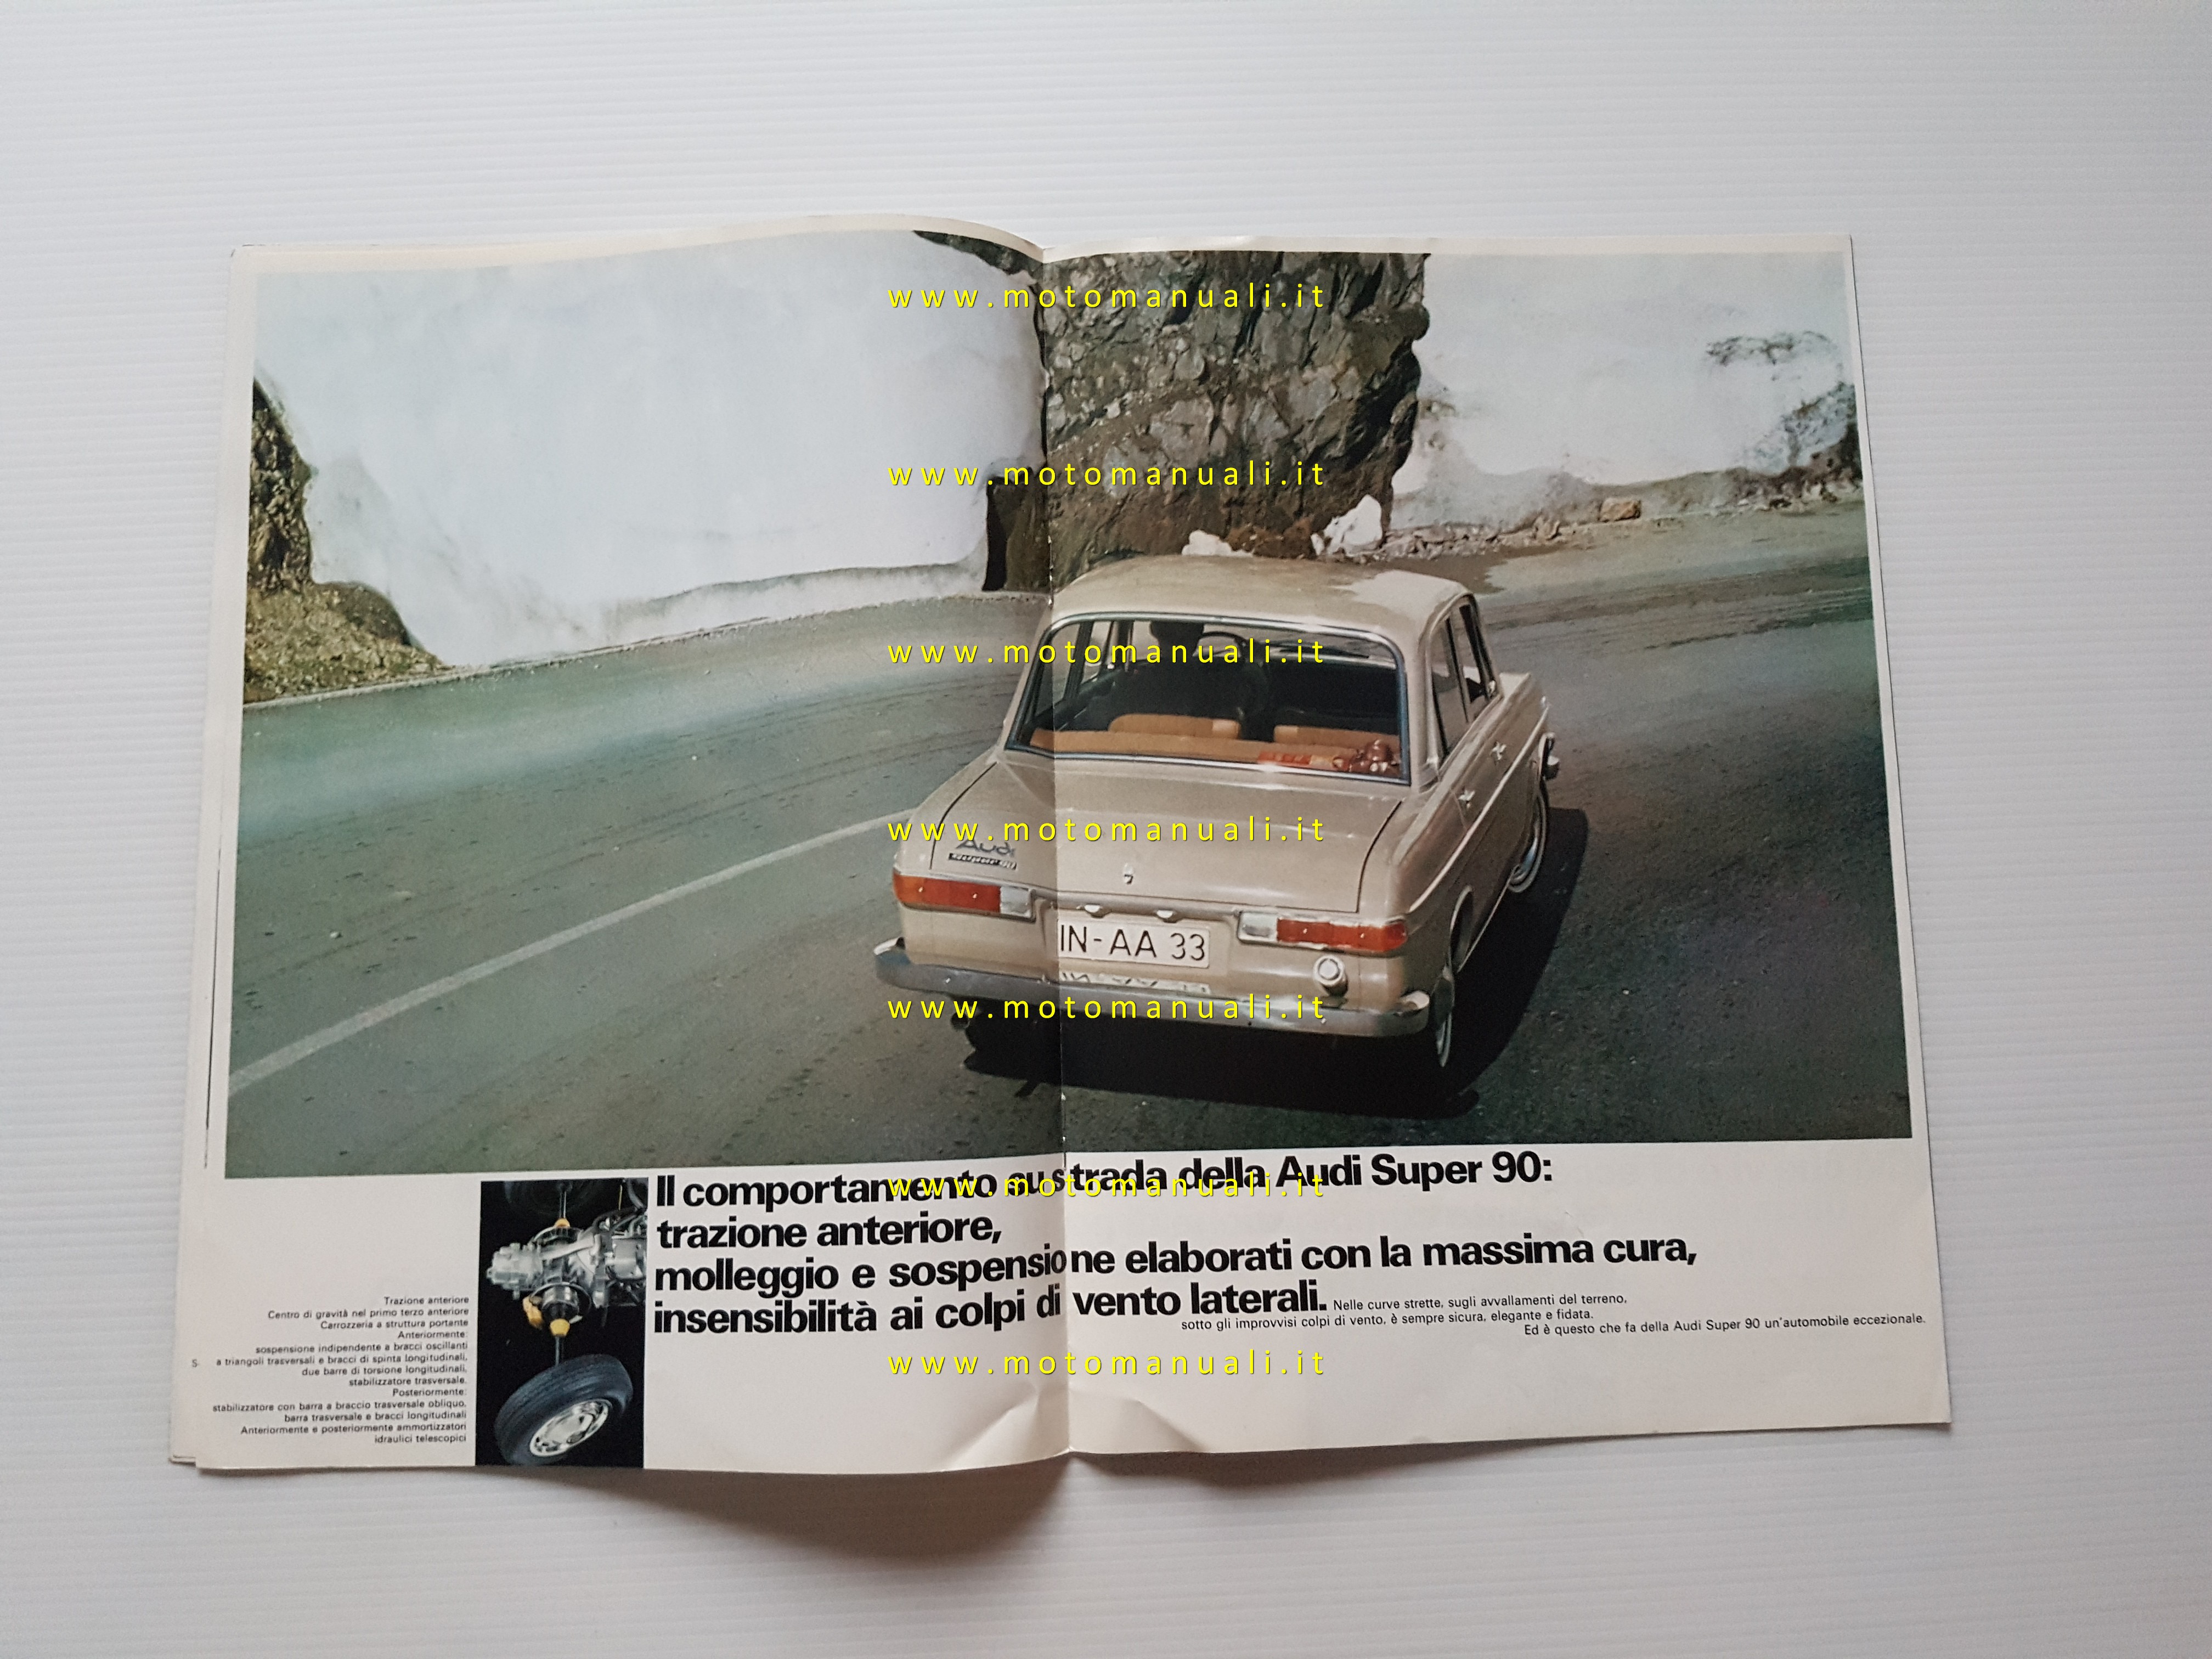 www.motomanuali.it
www.motomanuali.it
www.motomanuali.it
www.motomanuali.it
Audi
Super 90
IN-AA 33
www.motomanuali.it
Il comportamento su strada della Audi Super 90:
www.motomanuali.it
trazione anteriore,
molleggio e sospensione elaborati con la massima cura,
insensibilità ai colpi di vento laterali. Nelle curve strette, sugli avvallamenti del terreno,
sotto gli improvvisi colpi di vento, è sempre sicura, elegante e fidata.
Ed è questo che fa della Audi Super 90 un'automobile eccezionale.
www.motomanuali.it
Trazione anteriore
Centro di gravità nel primo terzo anteriore
Carrozzeria a struttura portante
Anteriormente:
sospensione indipendente a bracci oscillanti
a triangoli trasversali e bracci di spinta longitudinali,
due barre di torsione longitudinali,
stabilizzatore trasversale.
Posteriormente:
stabilizzatore con barra a braccio trasversale obliquo,
barra trasversale e bracci longitudinali
Anteriormente e posteriormente ammortizzatori
idraulici telescopici